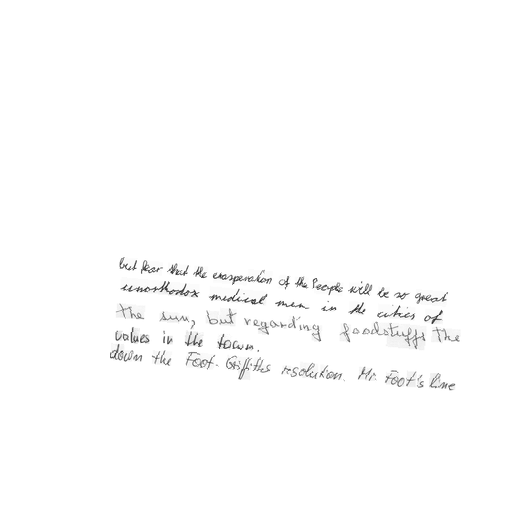 but fear that the exasperation of the People will be so great
unorthodox medical men in the cities of
the sun, but regarding foodstuffs the
values in the town.
down the Foot-Griffiths resolution. Mr. Foot's line